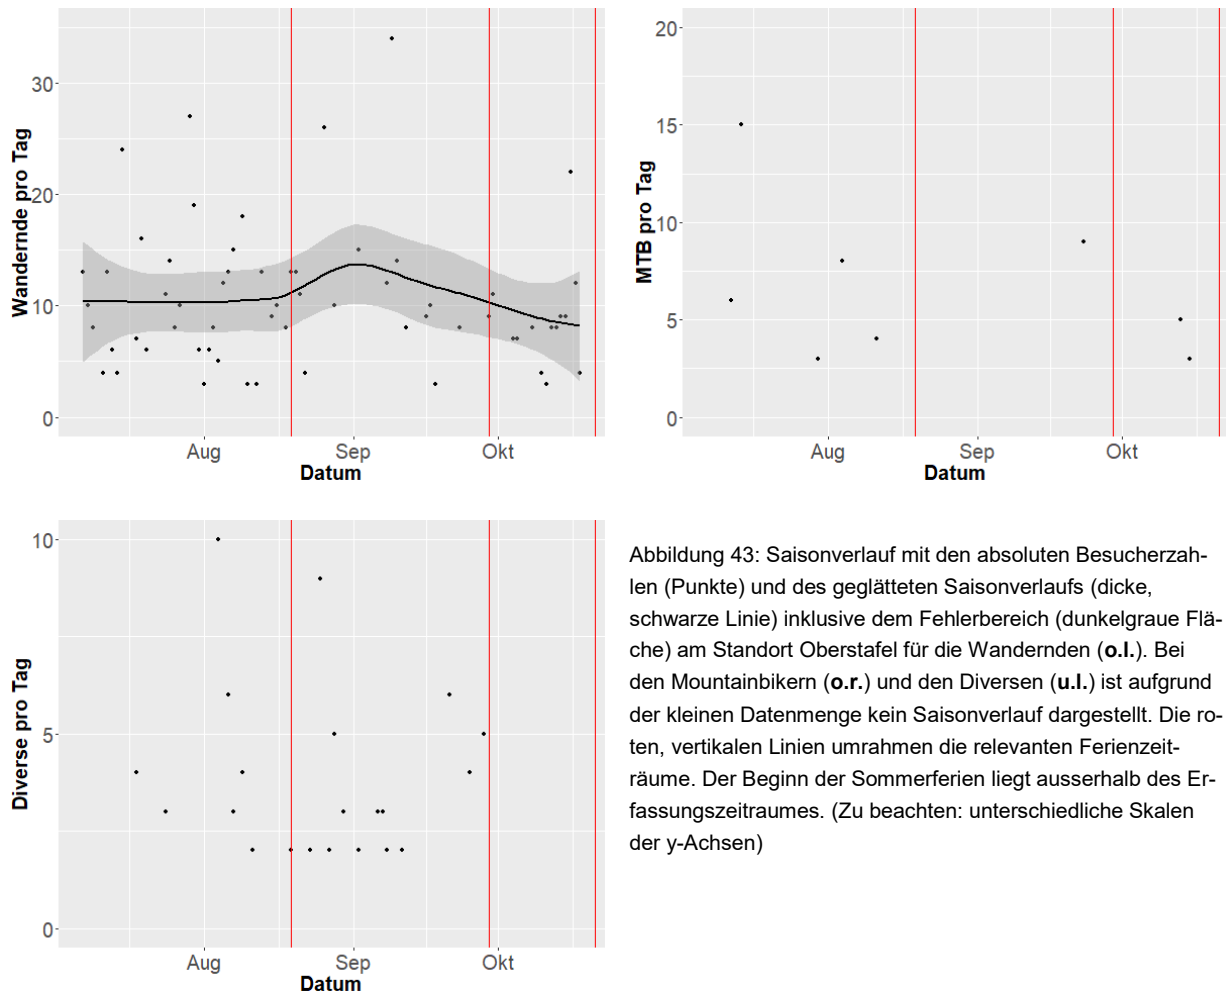 Wandernde pro Tag
30
20
10
0
Aug
Sep
Okt
Datum
MTB pro Tag
20
15
10
5
0
Aug
Sep
Okt
Datum
Diverse pro Tag
10
5
0
Aug
Sep
Okt
Datum
Abbildung 43: Saisonverlauf mit den absoluten Besucherzah-
len (Punkte) und des geglätteten Saisonverlaufs (dicke,
schwarze Linie) inklusive dem Fehlerbereich (dunkelgraue Flä-
che) am Standort Oberstafel für die Wandernden (o.l.). Bei
den Mountainbikern (o.r.) und den Diversen (u.l.) ist aufgrund
der kleinen Datenmenge kein Saisonverlauf dargestellt. Die ro-
ten, vertikalen Linien umrahmen die relevanten Ferienzeit-
räume. Der Beginn der Sommerferien liegt ausserhalb des Er-
fassungszeitraumes. (Zu beachten: unterschiedliche Skalen
der y-Achsen)